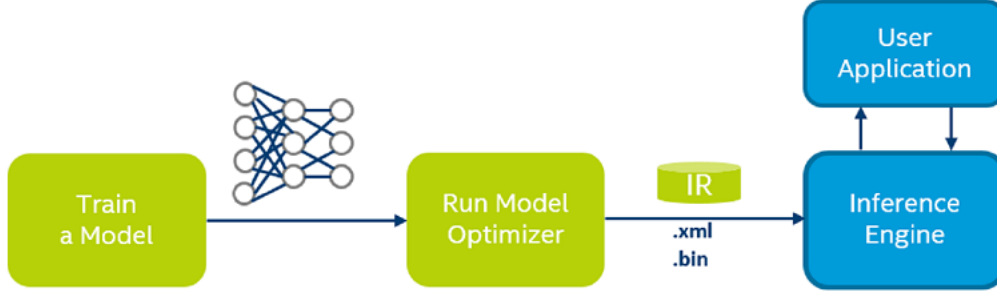 Train
a Model
Run Model
Optimizer
IR
.xml
.bin
User
Application
Inference
Engine